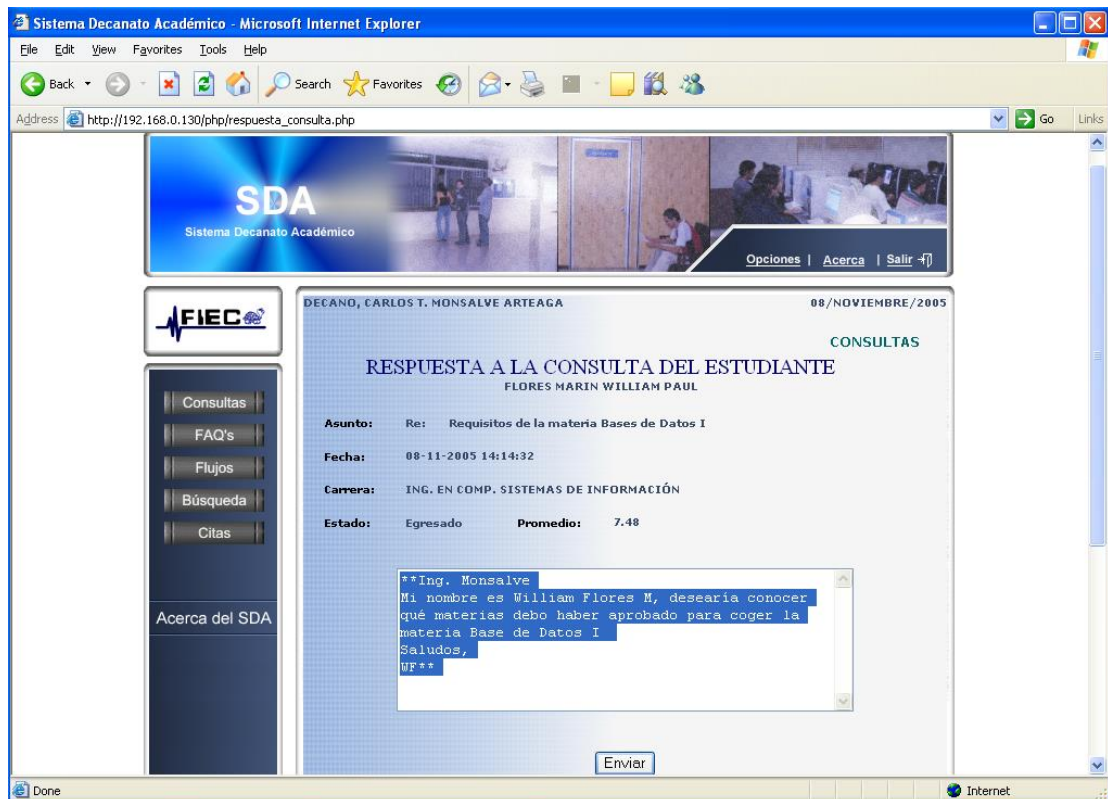 Sistema Decanato Académico - Microsoft Internet Explorer
File Edit View Favorites Tools Help
Back Search Favorites
Address http://192.168.0.130/php/respuesta_consulta.php Go Links
SDA
Sistema Decanato Académico
Opciones | Acerca | Salir
FIEC
DECANO, CARLOS T. MONSALVE ARTEAGA 08/NOVIEMBRE/2005
CONSULTAS
RESPUESTA A LA CONSULTA DEL ESTUDIANTE
FLORES MARIN WILLIAM PAUL
Consultas
FAQ's
Flujos
Búsqueda
Citas
Acerca del SDA
Asunto: Re: Requisitos de la materia Bases de Datos I
Fecha: 08-11-2005 14:14:32
Carrera: ING. EN COMP. SISTEMAS DE INFORMACIÓN
Estado: Egresado Promedio: 7.48
**Ing. Monsalve
Mi nombre es William Flores M, desearía conocer
qué materias debo haber aprobado para coger la
materia Base de Datos I
Saludos,
WF**
Enviar
Done Internet